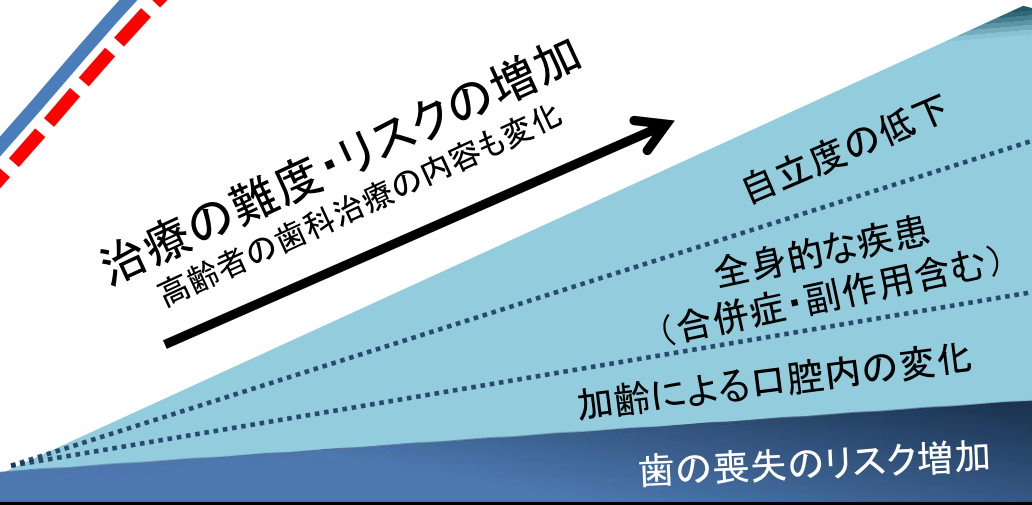 治療の難度・リスクの増加
高齢者の歯科治療の内容も変化
自立度の低下
全身的な疾患
（合併症・副作用含む）
加齢による口腔内の変化
歯の喪失のリスク増加